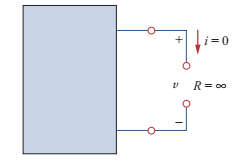 +
i = 0
v R = ∞
−